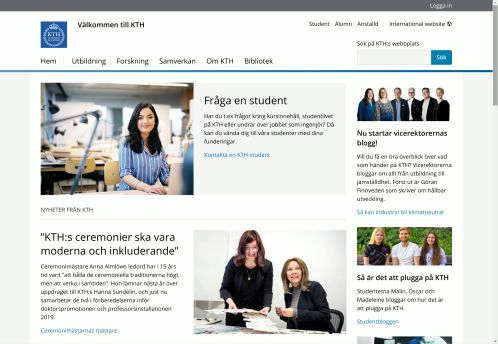 Logga in
KTH
Välkommen till KTH
Student Alumn Anställd International website
Sök på KTH:s webbplats
Sök
Hem Utbildning Forskning Samverkan Om KTH Bibliotek
Fråga en student
Har du t.ex frågor kring kursinnehåll, studentlivet
på KTH eller undrar över jobbet som ingenjör? Då
kan du vända dig till våra studenter med dina
funderingar.
Kontakta en KTH-student
Nu startar vicerektorernas
blogg!
Vill du få en bra överblick över vad
som händer på KTH? Vicerektorerna
bloggar om allt från utbildning till
jämställdhet. Först ut är Göran
Finnveden som skriver om hållbar
utveckling.
Så kan industrin bli klimatneutral
NYHETER FRÅN KTH
”KTH:s ceremonier ska vara
moderna och inkluderande”
Ceremonimästare Anna Almlöws ledord har i 15 års
tid varit ”att hålla de ceremoniella traditionerna högt,
men att verka i samtiden”. Hon lämnar nästa år över
uppdraget till KTH:s Hanna Sundelin, och just nu
samarbetar de två i förberedelserna inför
doktorspromotionen och professorsinstallationen
2019.
Ceremonimästarnas mästare
Så är det att plugga på KTH
Studenterna Malin, Oscar och
Madeleine bloggar om hur det är
att plugga på KTH.
Studentbloggen